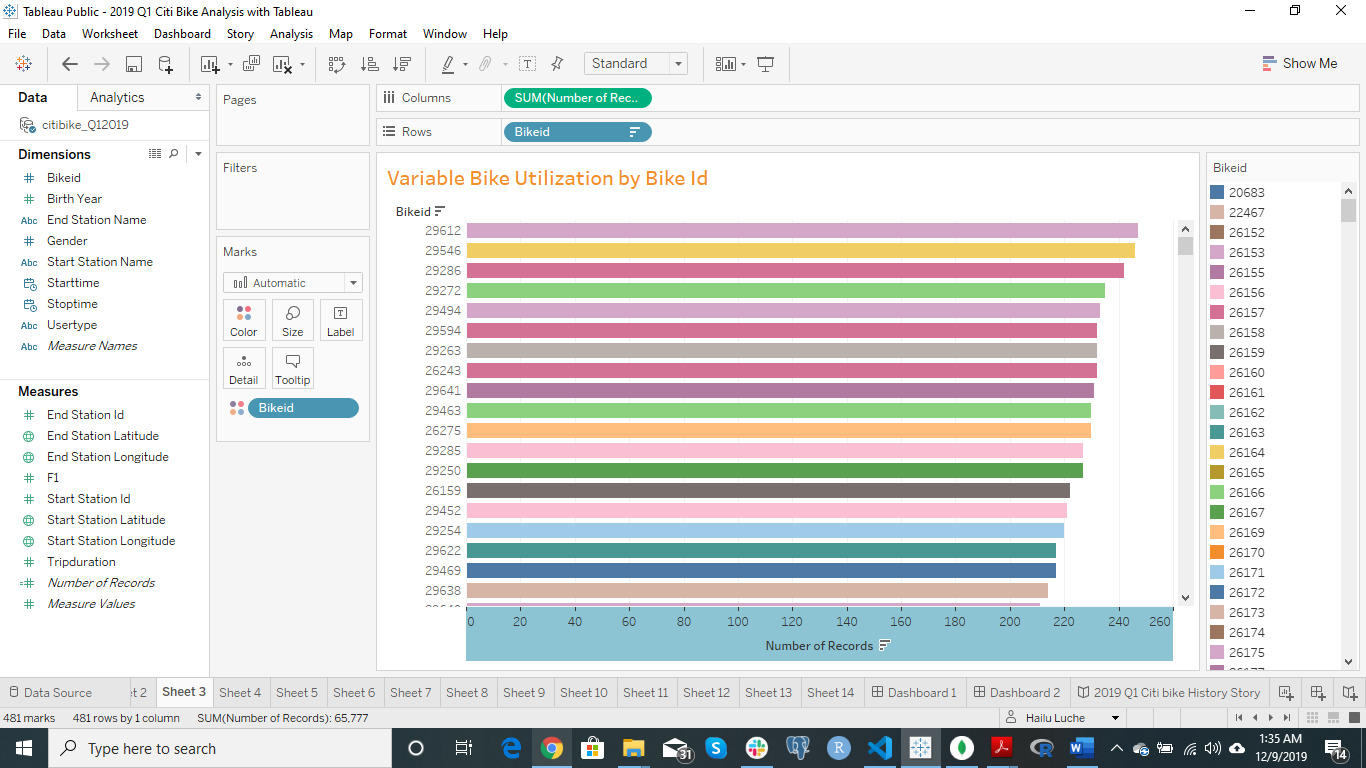 Tableau Public - 2019 Q1 Citi Bike Analysis with Tableau
File Data Worksheet Dashboard Story Analysis Map Format Window Help
Standard
Show Me
Data Analytics
citibike_Q12019
Dimensions
Bikeid
Birth Year
Abc End Station Name
Gender
Abc Start Station Name
Starttime
Stoptime
Abc Usertype
Abc Measure Names
Measures
End Station Id
End Station Latitude
End Station Longitude
F1
Start Station Id
Start Station Latitude
Start Station Longitude
Tripduration
Number of Records
Measure Values
Pages
Filters
Marks
Automatic
Color Size Label
Detail Tooltip
Bikeid
Columns SUM(Number of Rec..
Rows Bikeid
Variable Bike Utilization by Bike Id
Bikeid
29612
29546
29286
29272
29494
29594
29263
26243
29641
29463
26275
29285
29250
26159
29452
29254
29622
29469
29638
0 20 40 60 80 100 120 140 160 180 200 220 240 260
Number of Records
Bikeid
20683
22467
26152
26153
26155
26156
26157
26158
26159
26160
26161
26162
26163
26164
26165
26166
26167
26169
26170
26171
26172
26173
26174
26175
26177
Data Source t 2 Sheet 3 Sheet 4 Sheet 5 Sheet 6 Sheet 7 Sheet 8 Sheet 9 Sheet 10 Sheet 11 Sheet 12 Sheet 13 Sheet 14 Dashboard 1 Dashboard 2 2019 Q1 Citi bike History Story
481 marks 481 rows by 1 column SUM(Number of Records): 65,777
Hailu Luche
Type here to search
31
1:35 AM
12/9/2019
14